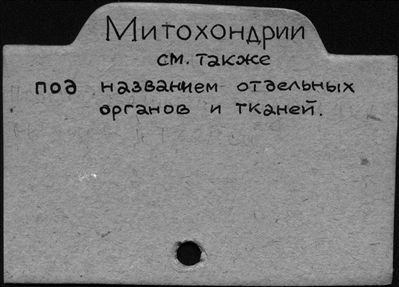 Митохондрии
см. также
под названием отдельных
органов и тканей.